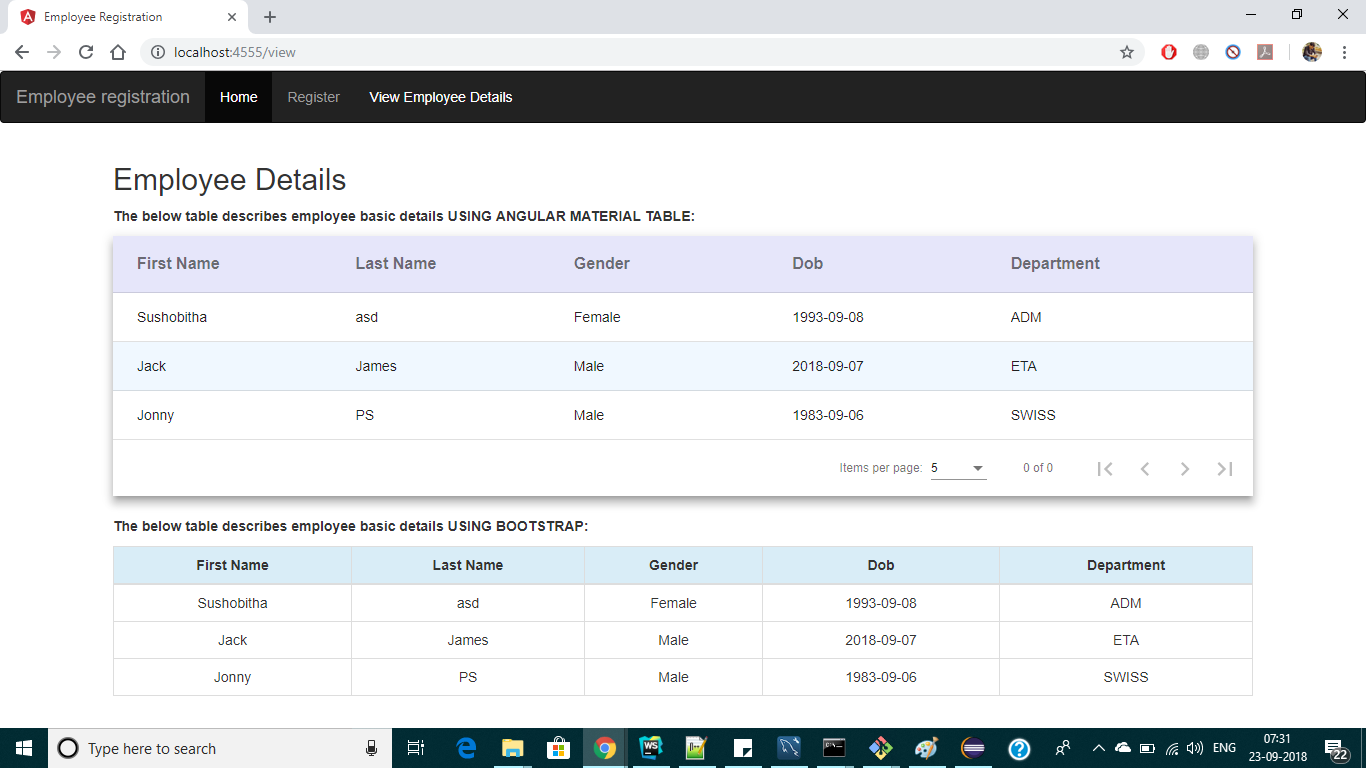 Employee Registration
localhost:4555/view
Employee registration Home Register View Employee Details
Employee Details
The below table describes employee basic details USING ANGULAR MATERIAL TABLE:
First Name Last Name Gender Dob Department
Sushobitha asd Female 1993-09-08 ADM
Jack James Male 2018-09-07 ETA
Jonny PS Male 1983-09-06 SWISS
Items per page: 5 0 of 0
The below table describes employee basic details USING BOOTSTRAP:
First Name Last Name Gender Dob Department
Sushobitha asd Female 1993-09-08 ADM
Jack James Male 2018-09-07 ETA
Jonny PS Male 1983-09-06 SWISS
Type here to search
WS
ENG
07:31
23-09-2018
22